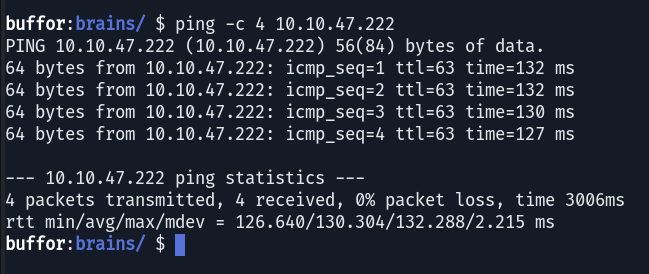 buffor:brains/ $ ping -c 4 10.10.47.222
PING 10.10.47.222 (10.10.47.222) 56(84) bytes of data.
64 bytes from 10.10.47.222: icmp_seq=1 ttl=63 time=132 ms
64 bytes from 10.10.47.222: icmp_seq=2 ttl=63 time=132 ms
64 bytes from 10.10.47.222: icmp_seq=3 ttl=63 time=130 ms
64 bytes from 10.10.47.222: icmp_seq=4 ttl=63 time=127 ms

--- 10.10.47.222 ping statistics ---
4 packets transmitted, 4 received, 0% packet loss, time 3006ms
rtt min/avg/max/mdev = 126.640/130.304/132.288/2.215 ms
buffor:brains/ $